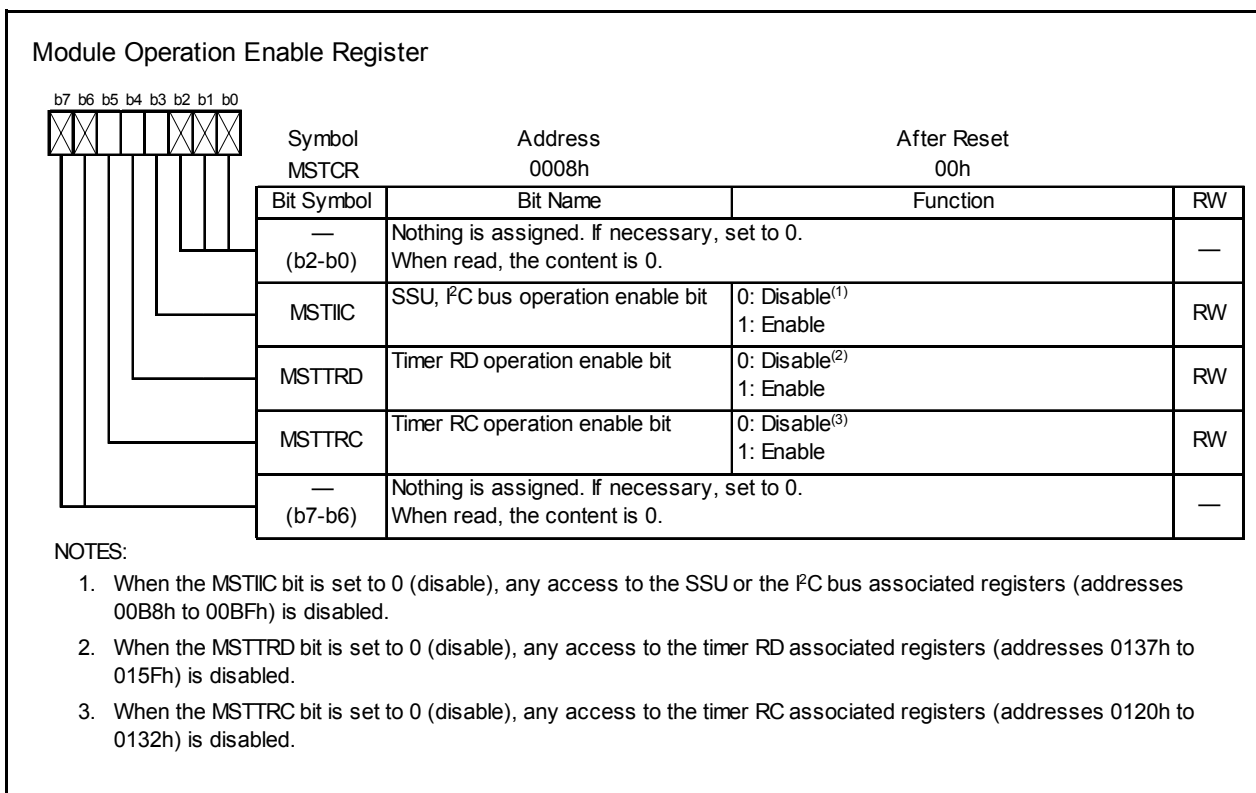 Module Operation Enable Register
b7 b6 b5 b4 b3 b2 b1 b0
Symbol Address After Reset
MSTCR 0008h 00h
Bit Symbol Bit Name Function RW
— Nothing is assigned. If necessary, set to 0.
(b2-b0) When read, the content is 0. —
MSTIIC SSU, I²C bus operation enable bit 0: Disable(1) RW
1: Enable
MSTTRD Timer RD operation enable bit 0: Disable(2) RW
1: Enable
MSTTRC Timer RC operation enable bit 0: Disable(3) RW
1: Enable
— Nothing is assigned. If necessary, set to 0.
(b7-b6) When read, the content is 0. —
NOTES:
1. When the MSTIIC bit is set to 0 (disable), any access to the SSU or the I²C bus associated registers (addresses
00B8h to 00BFh) is disabled.
2. When the MSTTRD bit is set to 0 (disable), any access to the timer RD associated registers (addresses 0137h to
015Fh) is disabled.
3. When the MSTTRC bit is set to 0 (disable), any access to the timer RC associated registers (addresses 0120h to
0132h) is disabled.